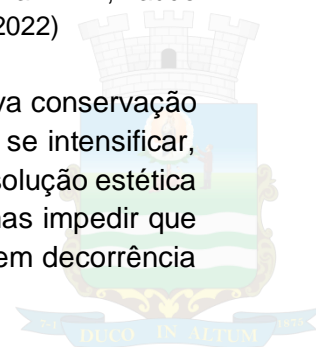 2022)
va conservação
se intensificar,
solução estética
nas impedir que
em decorrência
DUCO IN ALTUM